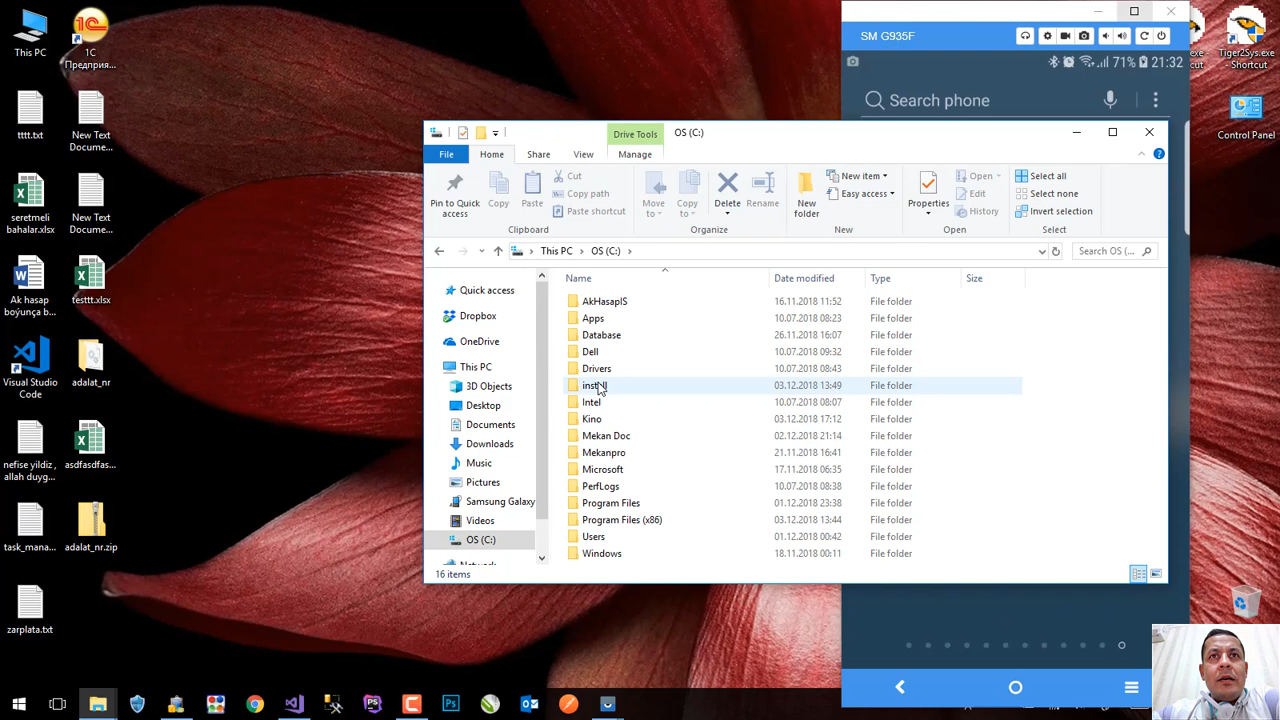 This PC
1C
Предприя...
tttt.txt
New Text
Docume...
seretmeli
bahalar.xlsx
New Text
Docume...
Ak hasap
boýunça b...
testtt.xlsx
Visual Studio
Code
adalat_nr
nefise yildiz ,
allah duyg...
asdfasdfas...
task_mana...
adalat_nr.zip
zarplata.txt
SM G935F
71% 21:32
Search phone
Tiger2Sys.exe
- Shortcut
Control Panel
Drive Tools
OS (C:)
File
Home
Share
View
Manage
Pin to Quick
access
Copy
Paste
Cut
Copy path
Paste shortcut
Clipboard
Move
to
Copy
to
Delete
Rename
Organize
New
folder
New item
Easy access
New
Properties
Open
Edit
History
Open
Select all
Select none
Invert selection
Select
This PC
OS (C:)
Search OS (...
Name
Date modified
Type
Size
Quick access
Dropbox
OneDrive
This PC
3D Objects
Desktop
Documents
Downloads
Music
Pictures
Samsung Galaxy
Videos
OS (C:)
Network
AkHasapIS 16.11.2018 11:52 File folder
Apps 10.07.2018 08:23 File folder
Database 26.11.2018 16:07 File folder
Dell 10.07.2018 09:32 File folder
Drivers 10.07.2018 08:43 File folder
install 03.12.2018 13:49 File folder
Intel 10.07.2018 08:07 File folder
Kino 03.12.2018 17:12 File folder
Mekan Doc 02.12.2018 21:14 File folder
Mekanpro 21.11.2018 16:41 File folder
Microsoft 17.11.2018 06:35 File folder
PerfLogs 10.07.2018 08:38 File folder
Program Files 01.12.2018 23:38 File folder
Program Files (x86) 03.12.2018 13:44 File folder
Users 01.12.2018 00:42 File folder
Windows 18.11.2018 00:11 File folder
16 items